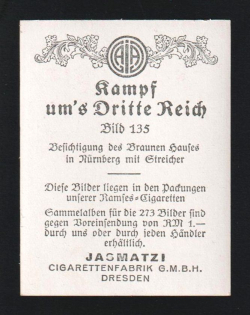 Kampf
um's Dritte Reich
Bild 135
Besichtigung des Braunen Hauses
in Nürnberg mit Streicher
Diese Bilder liegen in den Packungen
unserer Ramses-Cigaretten
Sammelalben für die 273 Bilder sind
gegen Voreinsendung von RM 1.—
durch uns oder durch jeden Händler
erhältlich.
JASMATZI
CIGARETTENFABRIK G.M.B.H.
DRESDEN